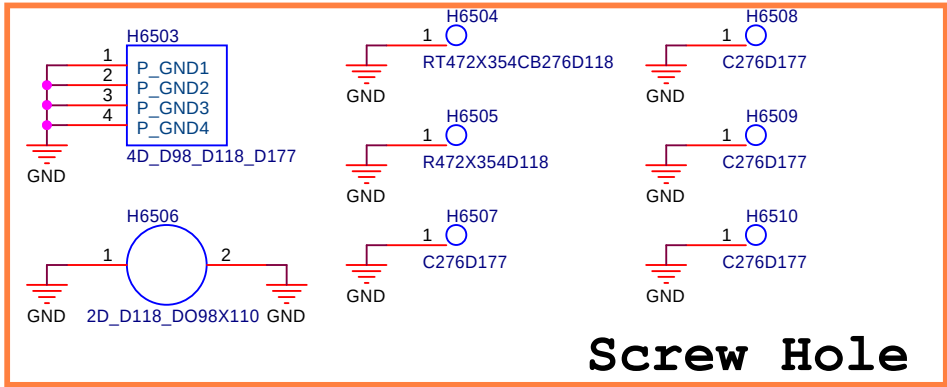 H6503
1 P_GND1
2 P_GND2
3 P_GND3
4 P_GND4
4D_D98_D118_D177
GND
H6504
1
RT472X354CB276D118
GND
H6508
1
C276D177
GND
H6505
1
R472X354D118
GND
H6509
1
C276D177
GND
H6506
1 2
GND 2D_D118_DO98X110 GND
H6507
1
C276D177
GND
H6510
1
C276D177
GND
Screw Hole